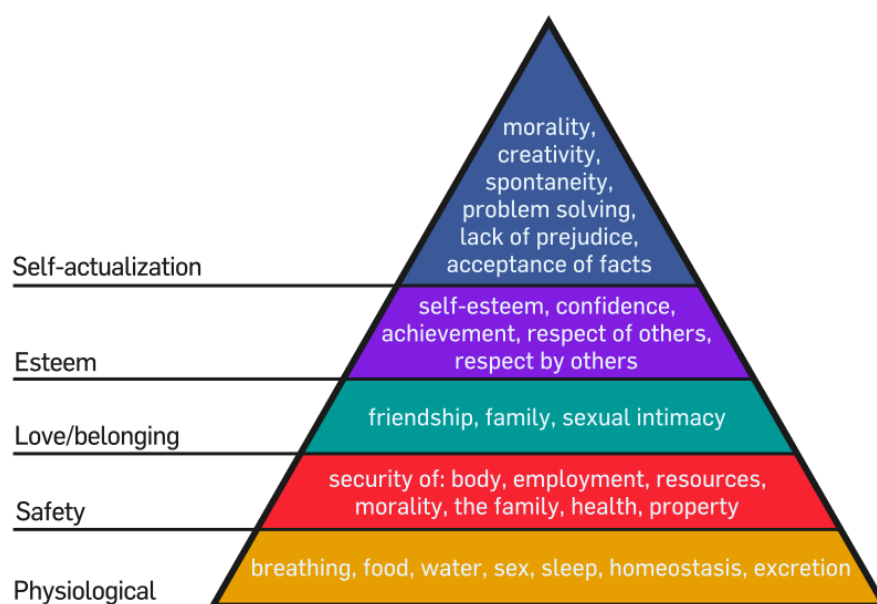 morality,
creativity,
spontaneity,
problem solving,
lack of prejudice,
acceptance of facts
Self-actualization
self-esteem, confidence,
achievement, respect of others,
respect by others
Esteem
friendship, family, sexual intimacy
Love/belonging
security of: body, employment, resources,
morality, the family, health, property
Safety
breathing, food, water, sex, sleep, homeostasis, excretion
Physiological